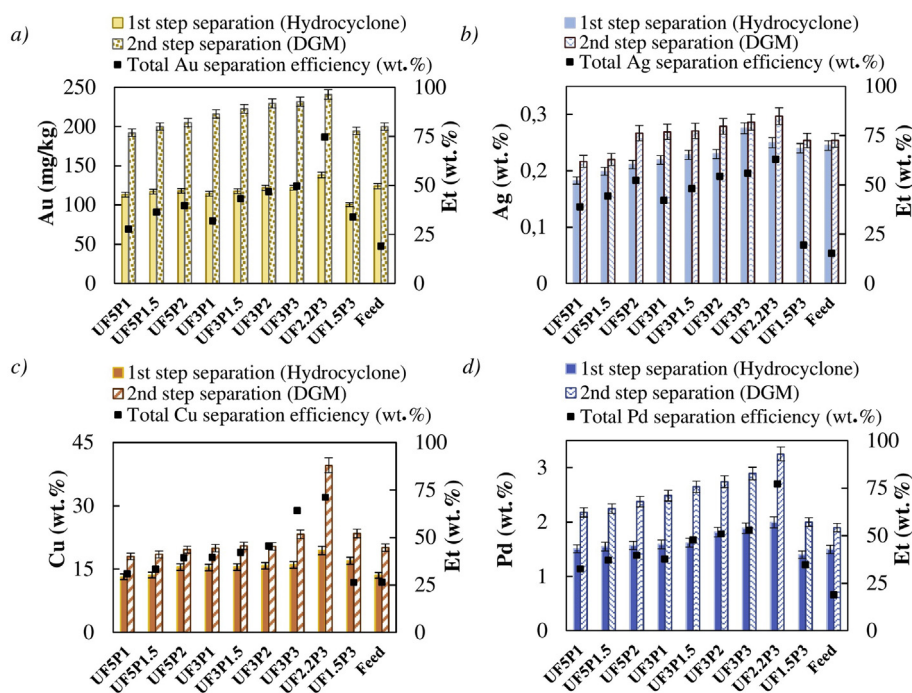 a)
1st step separation (Hydrocyclone)
2nd step separation (DGM)
Total Au separation efficiency (wt.%)
Au (mg/kg)
250
200
150
100
50
0
100
75
50
25
0
Et (wt.%)
UF5P1
UF5P1.5
UF5P2
UF3P1
UF3P1.5
UF3P2
UF3P3
UF2.2P3
UF1.5P3
Feed
b)
1st step separation (Hydrocyclone)
2nd step separation (DGM)
Total Ag separation efficiency (wt.%)
Ag (wt.%)
0,3
0,2
0,1
0
100
75
50
25
0
Et (wt.%)
UF5P1
UF5P1.5
UF5P2
UF3P1
UF3P1.5
UF3P2
UF3P3
UF2.2P3
UF1.5P3
Feed
c)
1st step separation (Hydrocyclone)
2nd step separation (DGM)
Total Cu separation efficiency (wt.%)
Cu (wt.%)
45
30
15
0
100
75
50
25
0
Et (wt.%)
UF5P1
UF5P1.5
UF5P2
UF3P1
UF3P1.5
UF3P2
UF3P3
UF2.2P3
UF1.5P3
Feed
d)
1st step separation (Hydrocyclone)
2nd step separation (DGM)
Total Pd separation efficiency (wt.%)
Pd (wt.%)
3
2
1
0
100
75
50
25
0
Et (wt.%)
UF5P1
UF5P1.5
UF5P2
UF3P1
UF3P1.5
UF3P2
UF3P3
UF2.2P3
UF1.5P3
Feed